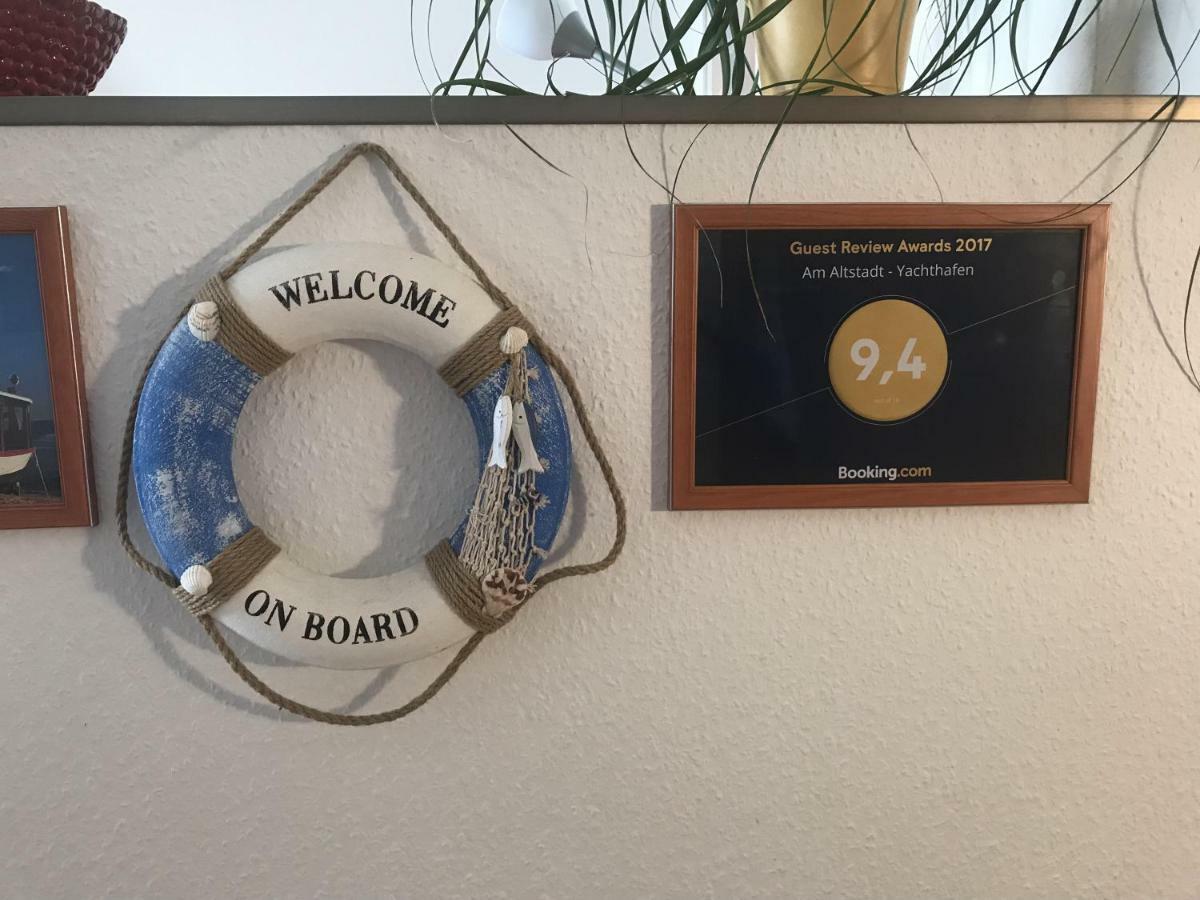 WELCOME
ON BOARD
Guest Review Awards 2017
Am Altstadt - Yachthafen
9,4
Booking.com